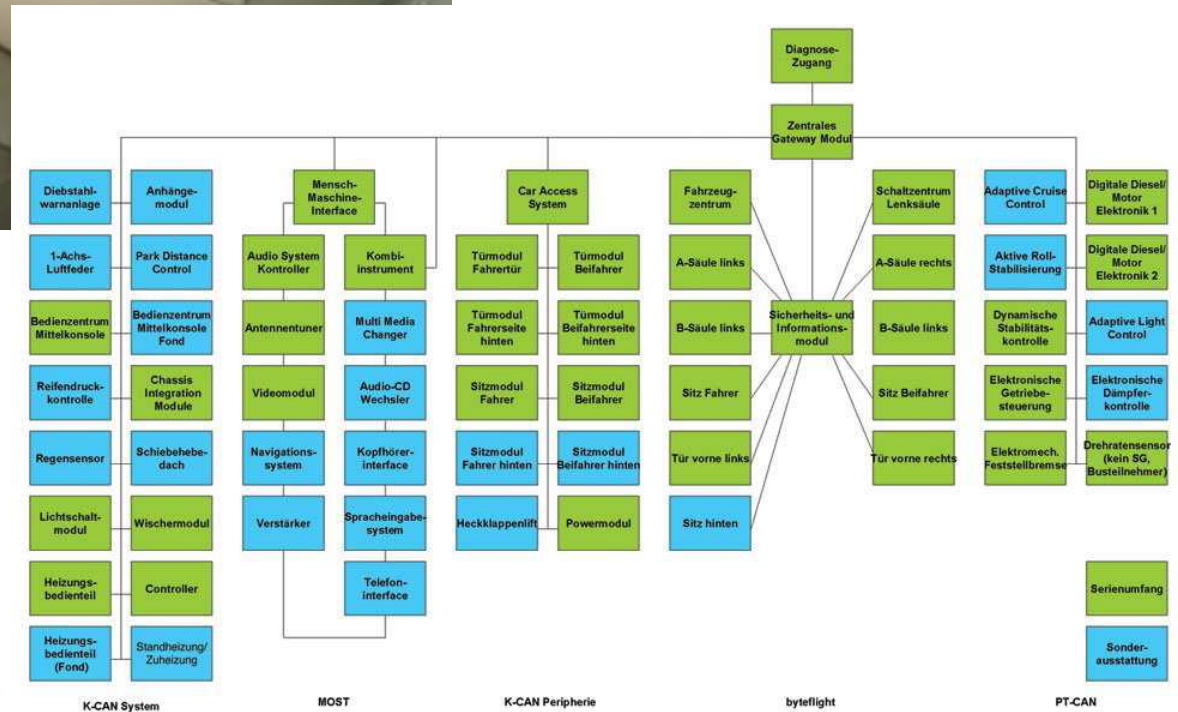 Diagnose-
Zugang
Zentrales
Gateway Modul
Diebstahl-
warnanlage
Anhänge-
modul
1-Achs-
Luftfeder
Park Distance
Control
Bedienzentrum
Mittelkonsole
Bedienzentrum
Mittelkonsole
Fond
Reifendruck-
kontrolle
Chassis
Integration
Module
Regensensor
Schiebehebe-
dach
Lichtschalt-
modul
Wischermodul
Heizungs-
bedienteil
Controller
Heizungs-
bedienteil
(Fond)
Standheizung/
Zuheizung
K-CAN System
Mensch-
Maschine-
Interface
Audio System
Kontroller
Kombi-
instrument
Antennentuner
Multi Media
Changer
Videomodul
Audio-CD
Wechsler
Navigations-
system
Kopfhörer-
interface
Verstärker
Spracheingabe-
system
Telefon-
interface
MOST
Car Access
System
Türmodul
Fahrertür
Türmodul
Beifahrer
Türmodul
Fahrerseite
hinten
Türmodul
Beifahrerseite
hinten
Sitzmodul
Fahrer
Sitzmodul
Beifahrer
Sitzmodul
Fahrer hinten
Sitzmodul
Beifahrer hinten
Heckklappenlift
Powermodul
K-CAN Peripherie
Fahrzeug-
zentrum
Schaltzentrum
Lenksäule
A-Säule links
A-Säule rechts
B-Säule links
Sicherheits- und
Informations-
modul
B-Säule links
Sitz Fahrer
Sitz Beifahrer
Tür vorne links
Tür vorne rechts
Sitz hinten
byteflight
Adaptive Cruise
Control
Digitale Diesel/
Motor
Elektronik 1
Aktive Roll-
Stabilisierung
Digitale Diesel/
Motor
Elektronik 2
Dynamische
Stabilitäts-
kontrolle
Adaptive Light
Control
Elektronische
Getriebe-
steuerung
Elektronische
Dämpfer-
kontrolle
Elektromech.
Feststellbremse
Drehratensensor
(kein SG,
Busteilnehmer)
Serienumfang
Sonder-
ausstattung
PT-CAN